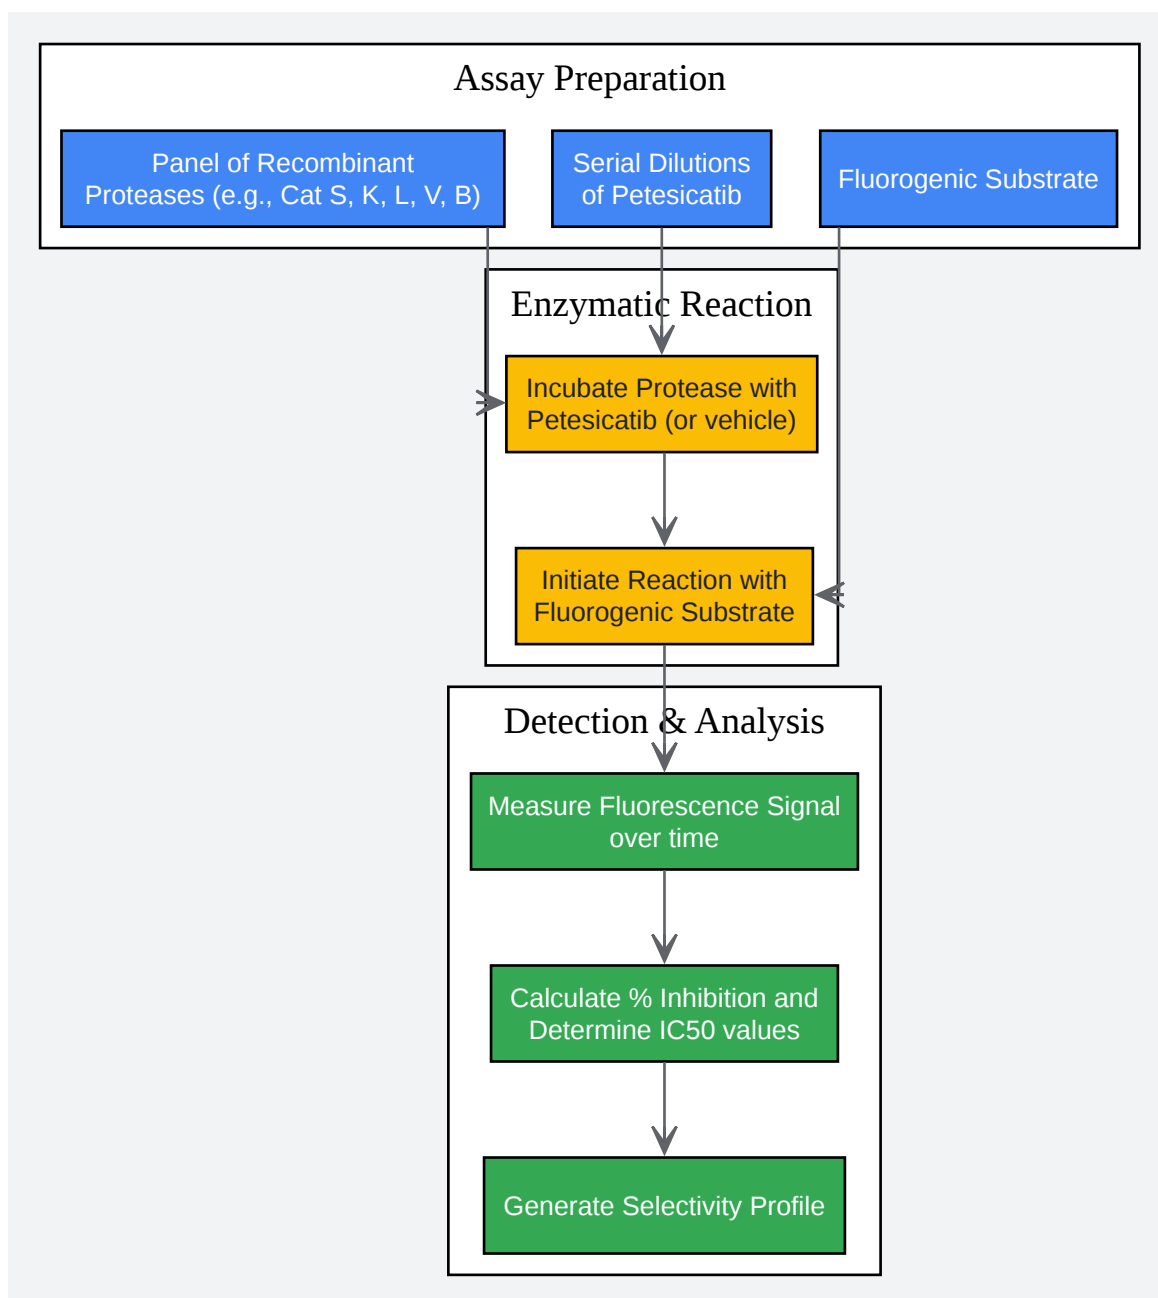 Assay Preparation
Panel of Recombinant
Proteases (e.g., Cat S, K, L, V, B)
Serial Dilutions
of Petesicatib
Fluorogenic Substrate
Enzymatic Reaction
Incubate Protease with
Petesicatib (or vehicle)
Initiate Reaction with
Fluorogenic Substrate
Detection & Analysis
Measure Fluorescence Signal
over time
Calculate % Inhibition and
Determine IC50 values
Generate Selectivity Profile